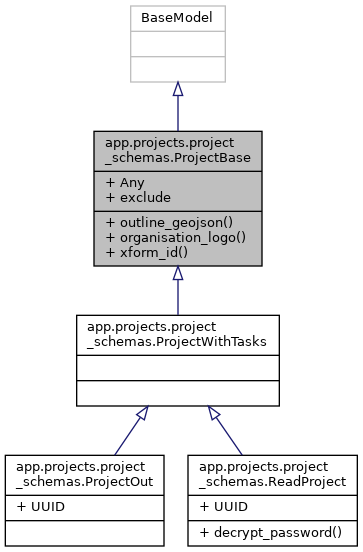 BaseModel
app.projects.project
_schemas.ProjectBase
+ Any
+ exclude
+ outline_geojson()
+ organisation_logo()
+ xform_id()
app.projects.project
_schemas.ProjectWithTasks
app.projects.project
_schemas.ProjectOut
+ UUID
app.projects.project
_schemas.ReadProject
+ UUID
+ decrypt_password()